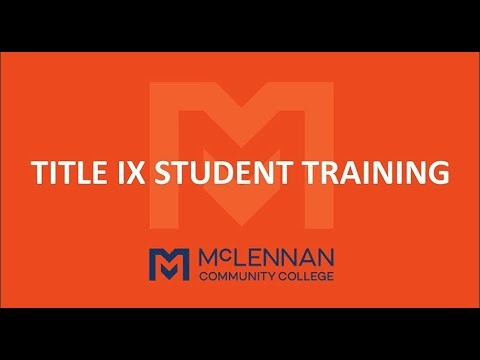 TITLE IX STUDENT TRAINING
McLENNAN
COMMUNITY COLLEGE